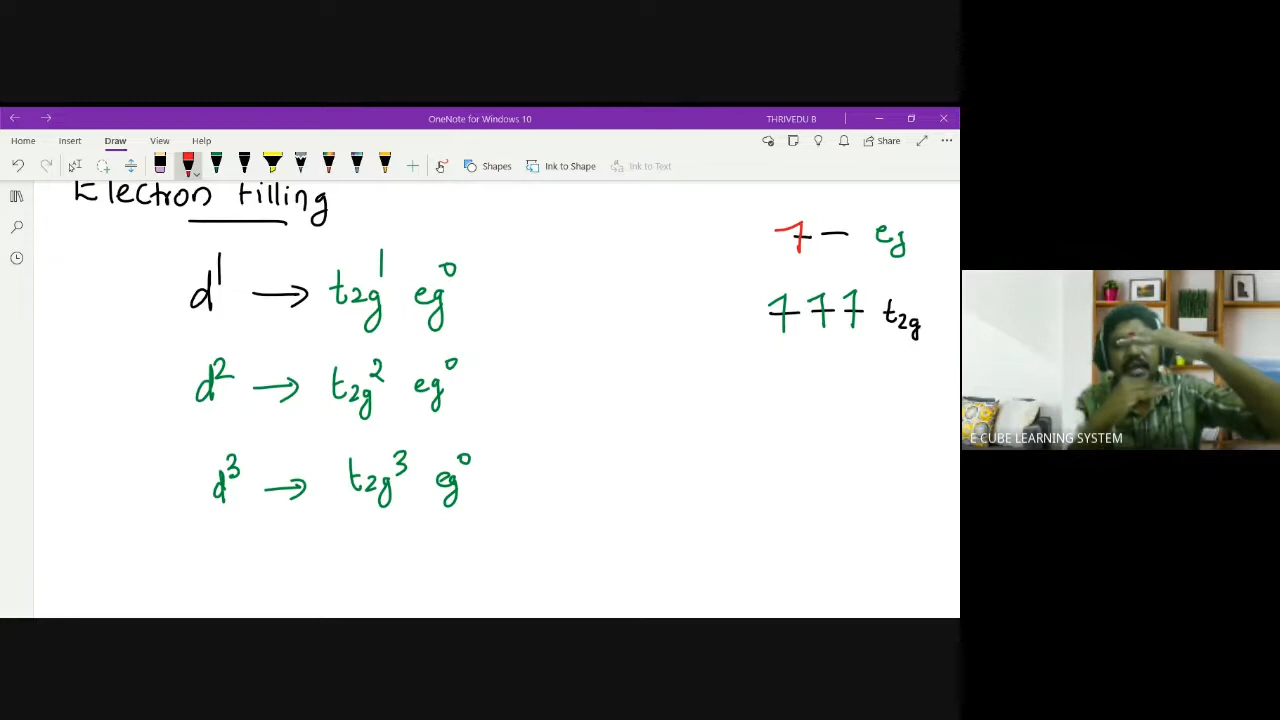 OneNote for Windows 10
THRIVEDU B
Home Insert Draw View Help
Share
Shapes Ink to Shape Ink to Text
Electron Filling
d¹ → t₂g¹ eg⁰
d² → t₂g² eg⁰
d³ → t₂g³ eg⁰
eg
t₂g
E CUBE LEARNING SYSTEM